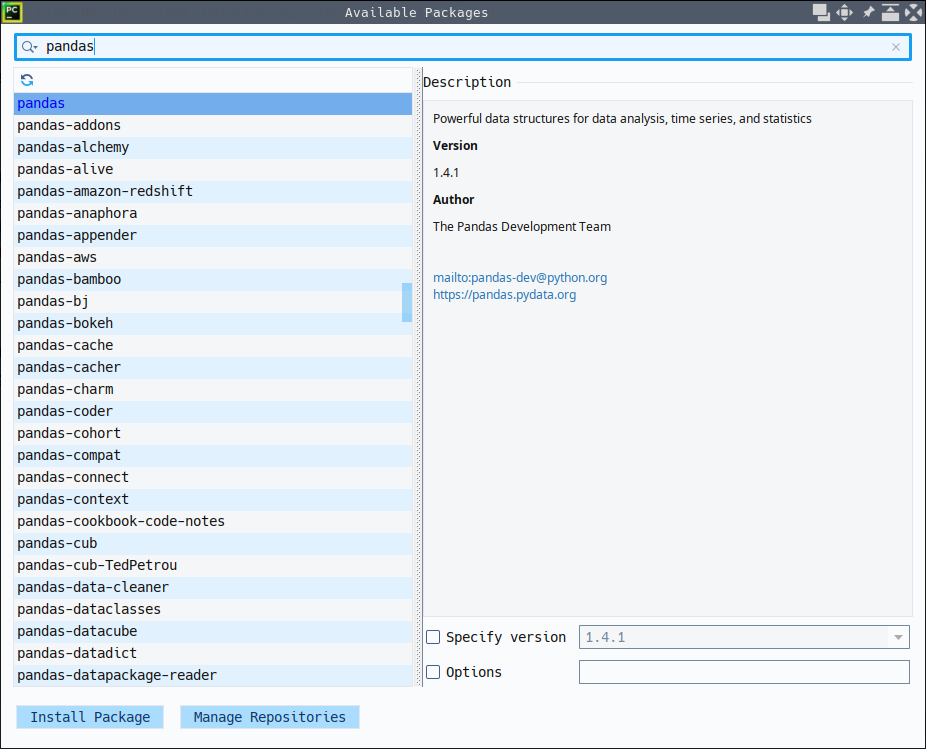 PC
Available Packages
pandas
pandas
pandas-addons
pandas-alchemy
pandas-alive
pandas-amazon-redshift
pandas-anaphora
pandas-appender
pandas-aws
pandas-bamboo
pandas-bj
pandas-bokeh
pandas-cache
pandas-cacher
pandas-charm
pandas-coder
pandas-cohort
pandas-compat
pandas-connect
pandas-context
pandas-cookbook-code-notes
pandas-cub
pandas-cub-TedPetrou
pandas-data-cleaner
pandas-dataclasses
pandas-datacube
pandas-datadict
pandas-datapackage-reader
Description
Powerful data structures for data analysis, time series, and statistics
Version
1.4.1
Author
The Pandas Development Team
mailto:pandas-dev@python.org
https://pandas.pydata.org
Specify version 1.4.1
Options
Install Package Manage Repositories